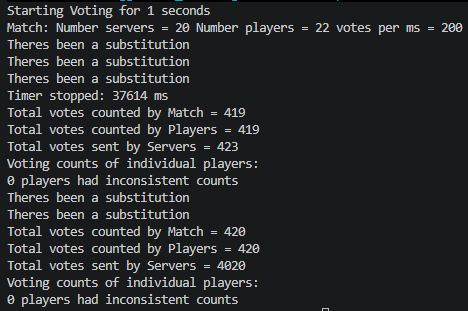 Starting Voting for 1 seconds
Match: Number servers = 20 Number players = 22 votes per ms = 200
Theres been a substitution
Theres been a substitution
Theres been a substitution
Timer stopped: 37614 ms
Total votes counted by Match = 419
Total votes counted by Players = 419
Total votes sent by Servers = 423
Voting counts of individual players:
0 players had inconsistent counts
Theres been a substitution
Theres been a substitution
Total votes counted by Match = 420
Total votes counted by Players = 420
Total votes sent by Servers = 4020
Voting counts of individual players:
0 players had inconsistent counts